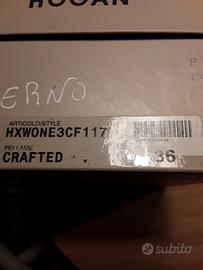 HOGAN
ERNO
ARTICOLO/STYLE
HXWONE3CF117
PELLAME
CRAFTED
36
subito